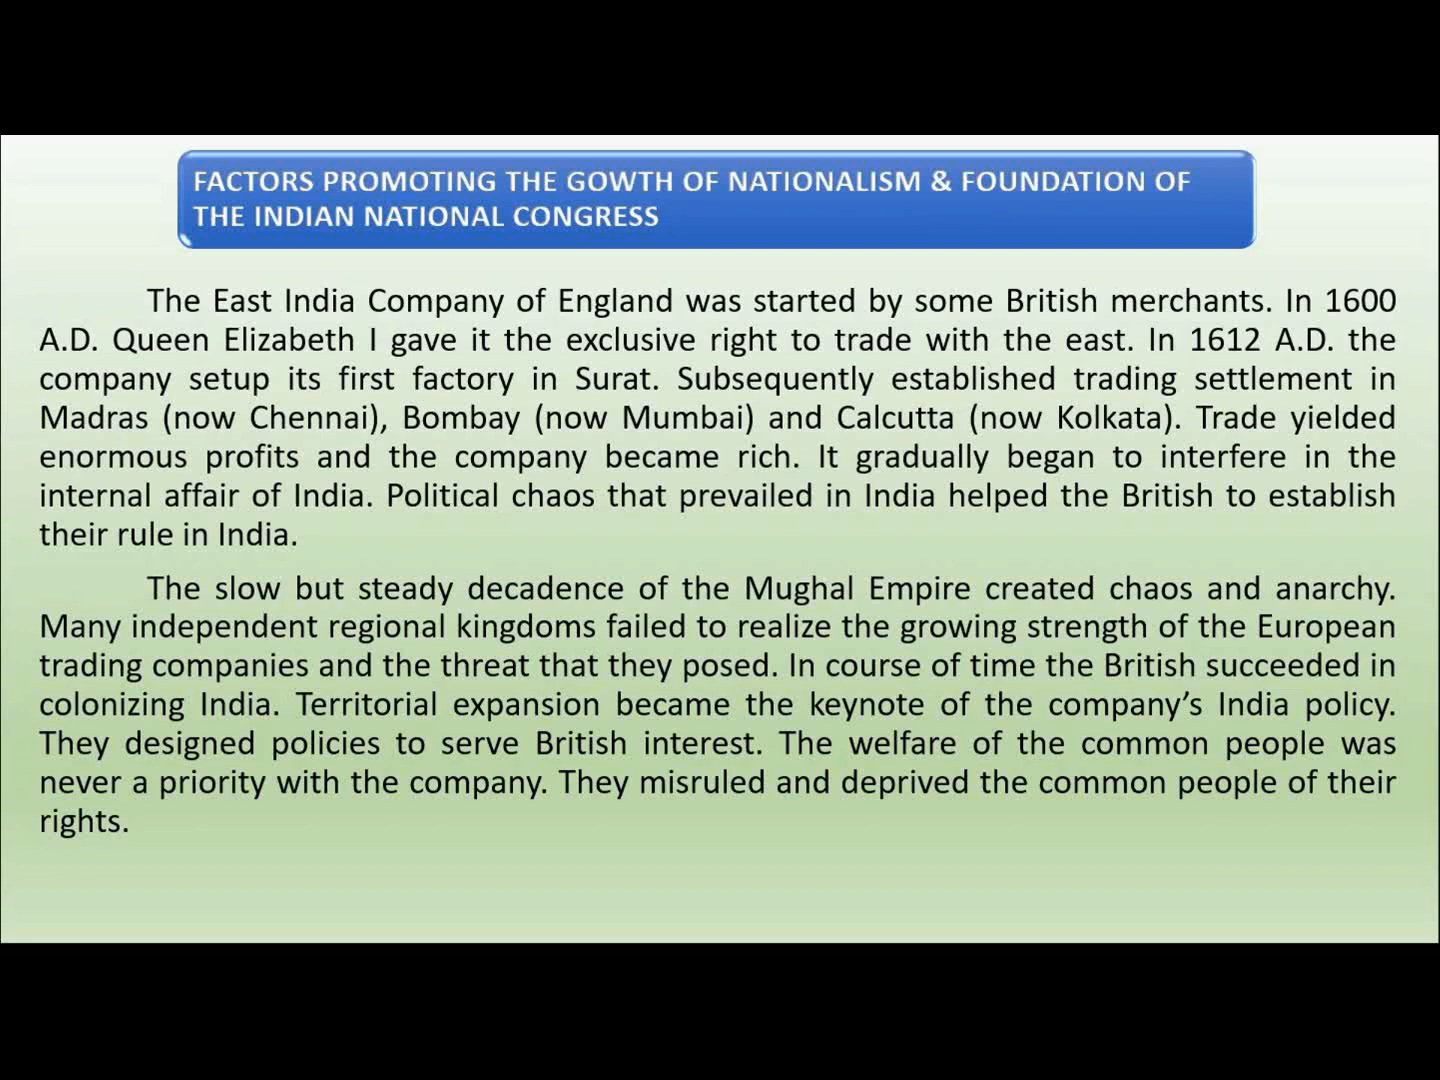 FACTORS PROMOTING THE GOWTH OF NATIONALISM & FOUNDATION OF
THE INDIAN NATIONAL CONGRESS
The East India Company of England was started by some British merchants. In 1600
A.D. Queen Elizabeth I gave it the exclusive right to trade with the east. In 1612 A.D. the
company setup its first factory in Surat. Subsequently established trading settlement in
Madras (now Chennai), Bombay (now Mumbai) and Calcutta (now Kolkata). Trade yielded
enormous profits and the company became rich. It gradually began to interfere in the
internal affair of India. Political chaos that prevailed in India helped the British to establish
their rule in India.
The slow but steady decadence of the Mughal Empire created chaos and anarchy.
Many independent regional kingdoms failed to realize the growing strength of the European
trading companies and the threat that they posed. In course of time the British succeeded in
colonizing India. Territorial expansion became the keynote of the company’s India policy.
They designed policies to serve British interest. The welfare of the common people was
never a priority with the company. They misruled and deprived the common people of their
rights.